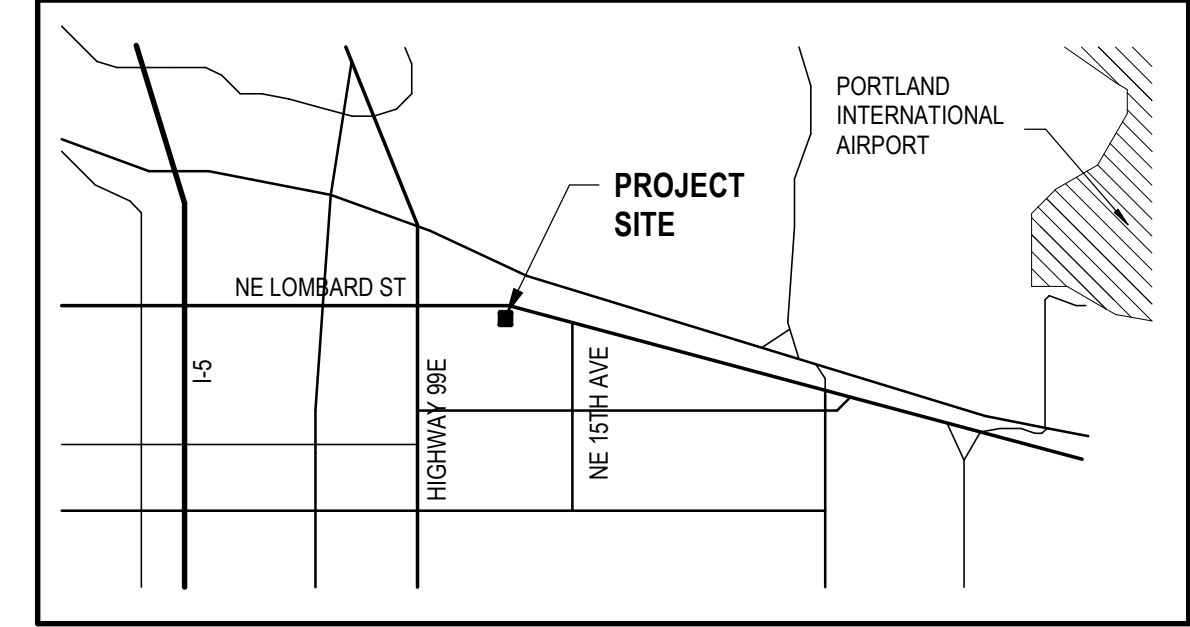 PORTLAND
INTERNATIONAL
AIRPORT
PROJECT
SITE
NE LOMBARD ST
I-5
HIGHWAY 99E
NE 15TH AVE